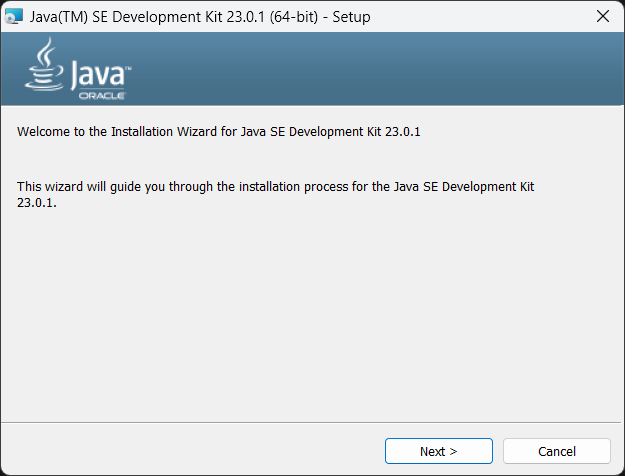 Java(TM) SE Development Kit 23.0.1 (64-bit) - Setup
Java™
ORACLE
Welcome to the Installation Wizard for Java SE Development Kit 23.0.1
This wizard will guide you through the installation process for the Java SE Development Kit
23.0.1.
Next >
Cancel